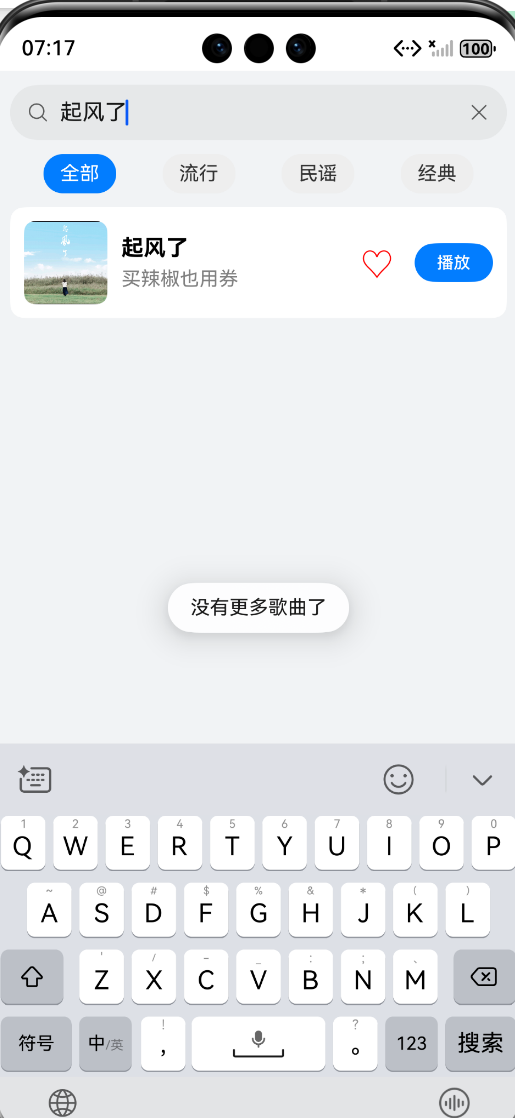 07:17
100
起风了
全部 流行 民谣 经典
起风了
买辣椒也用券
播放
没有更多歌曲了
1 2 3 4 5 6 7 8 9 0
Q W E R T Y U I O P
~ @ # $ % & * ( )
A S D F G H J K L
' / - _ : ; 、
Z X C V B N M
! ?
符号 中/英 , 。 123 搜索